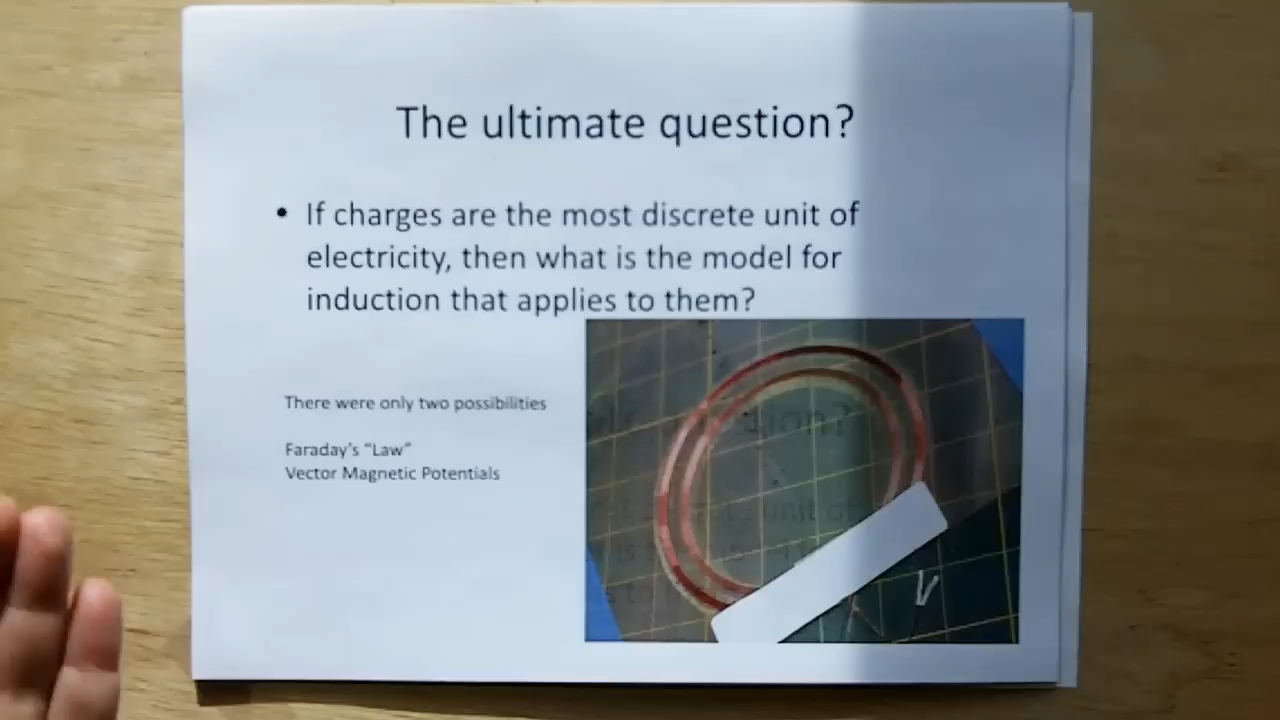 The ultimate question?
• If charges are the most discrete unit of
electricity, then what is the model for
induction that applies to them?
There were only two possibilities
Faraday's “Law”
Vector Magnetic Potentials
V